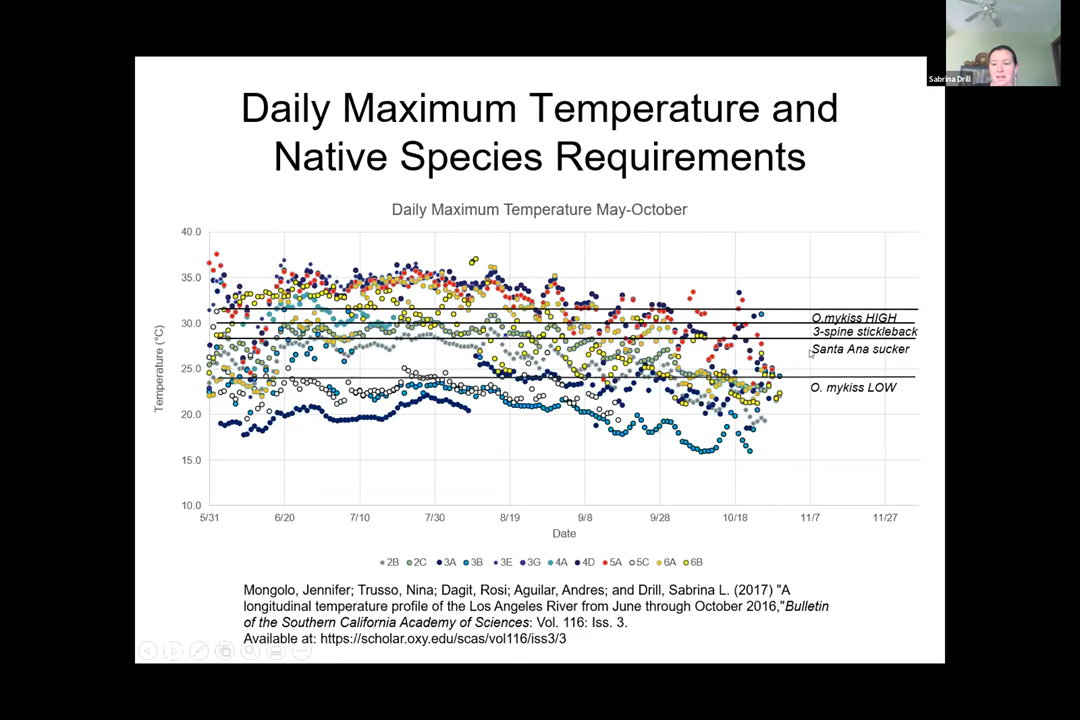 Sabrina Drill
Daily Maximum Temperature and
Native Species Requirements
Daily Maximum Temperature May-October
40.0
35.0
30.0
25.0
20.0
15.0
10.0
Temperature (°C)
O.mykiss HIGH
3-spine stickleback
Santa Ana sucker
O. mykiss LOW
5/31 6/20 7/10 7/30 8/19 9/8 9/28 10/18 11/7 11/27
Date
2B 2C 3A 3B 3E 3G 4A 4D 5A 5C 6A 6B
Mongolo, Jennifer; Trusso, Nina; Dagit, Rosi; Aguilar, Andres; and Drill, Sabrina L. (2017) "A
longitudinal temperature profile of the Los Angeles River from June through October 2016,"Bulletin
of the Southern California Academy of Sciences: Vol. 116: Iss. 3.
Available at: https://scholar.oxy.edu/scas/vol116/iss3/3